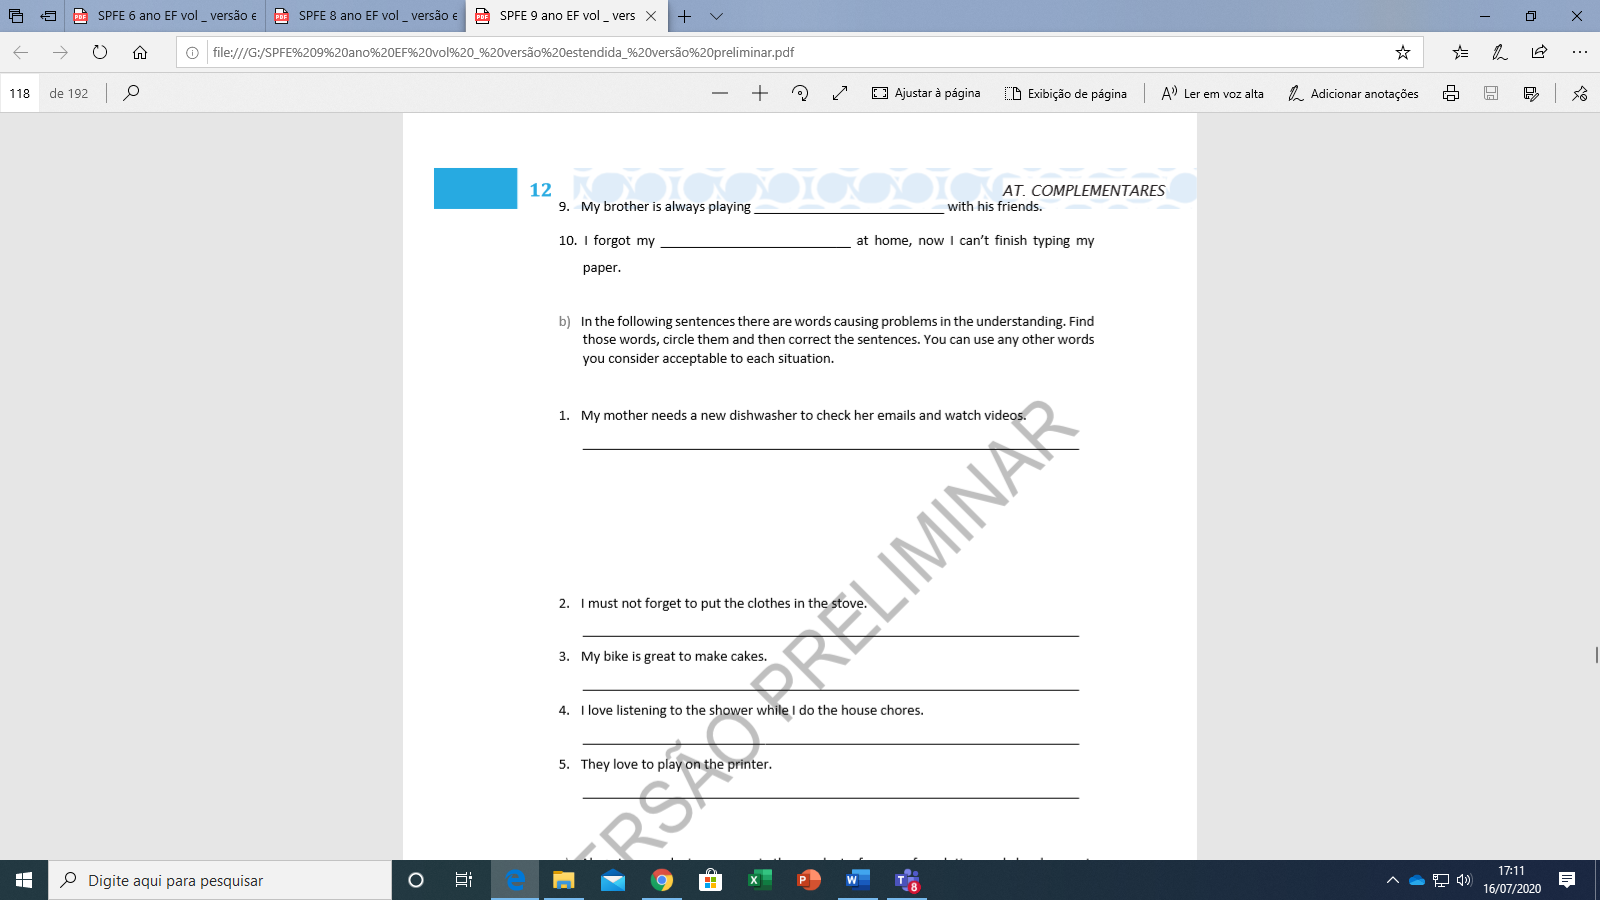 SPFE 6 ano EF vol _ versão e
SPFE 8 ano EF vol _ versão e
SPFE 9 ano EF vol _ vers
file:///G:/SPFE%209%20ano%20EF%20vol%20_%20versão%20estendida_%20versão%20preliminar.pdf
118 de 192
Ajustar à página
Exibição de página
Ler em voz alta
Adicionar anotações
12
AT. COMPLEMENTARES
9. My brother is always playing ____ with his friends.
10. I forgot my ____ at home, now I can't finish typing my
paper.
b) In the following sentences there are words causing problems in the understanding. Find
those words, circle them and then correct the sentences. You can use any other words
you consider acceptable to each situation.
1. My mother needs a new dishwasher to check her emails and watch videos.
2. I must not forget to put the clothes in the stove.
3. My bike is great to make cakes.
4. I love listening to the shower while I do the house chores.
5. They love to play on the printer.
ERSÃO PRELIMINAR
Digite aqui para pesquisar
8
17:11
16/07/2020